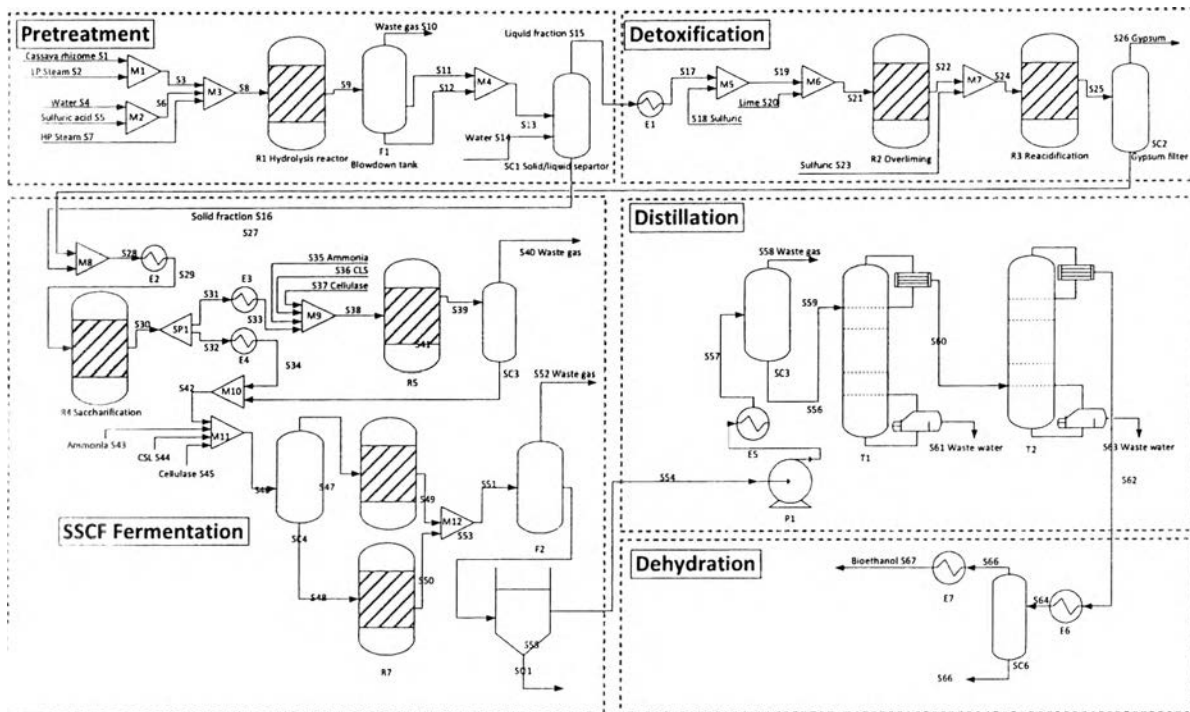 Pretreatment
Waste gas S10
Cassava rhizome S1
LP Steam S2
M1
S3
Water S4
Sulfuric acid S5
M2
S6
HP Steam S7
M3
S8
R1 Hydrolysis reactor
S9
F1
Blowdown tank
S11
S12
M4
S13
Water S14
SC1 Solid/liquid separtor
Liquid fraction S15
Detoxification
E1
S17
S18 Sulfuric
M5
S19
Lime S20
M6
S21
R2 Overliming
S22
Sulfuric S23
M7
S24
R3 Reacidification
S25
S26 Gypsum
SC2
Gypsum filter
Solid fraction S16
S27
M8
S28
E2
S29
R4 Saccharification
S30
SP1
S31
S32
E3
S33
E4
S34
S35 Ammonia
S36 CLS
S37 Cellulase
M9
S38
S41
R5
S39
S40 Waste gas
SC3
S42
M10
Ammonia S43
CSL S44
Cellulase S45
M11
S46
S47
SC4
S48
S49
S50
R7
M12
S53
S51
S52 Waste gas
F2
S53
SSCF Fermentation
Distillation
S54
P1
E5
S57
S58 Waste gas
SC3
S56
S59
T1
S60
S61 Waste water
T2
S63 Waste water
S62
Dehydration
E6
S64
SC6
S66
S66
E7
Bioethanol S67